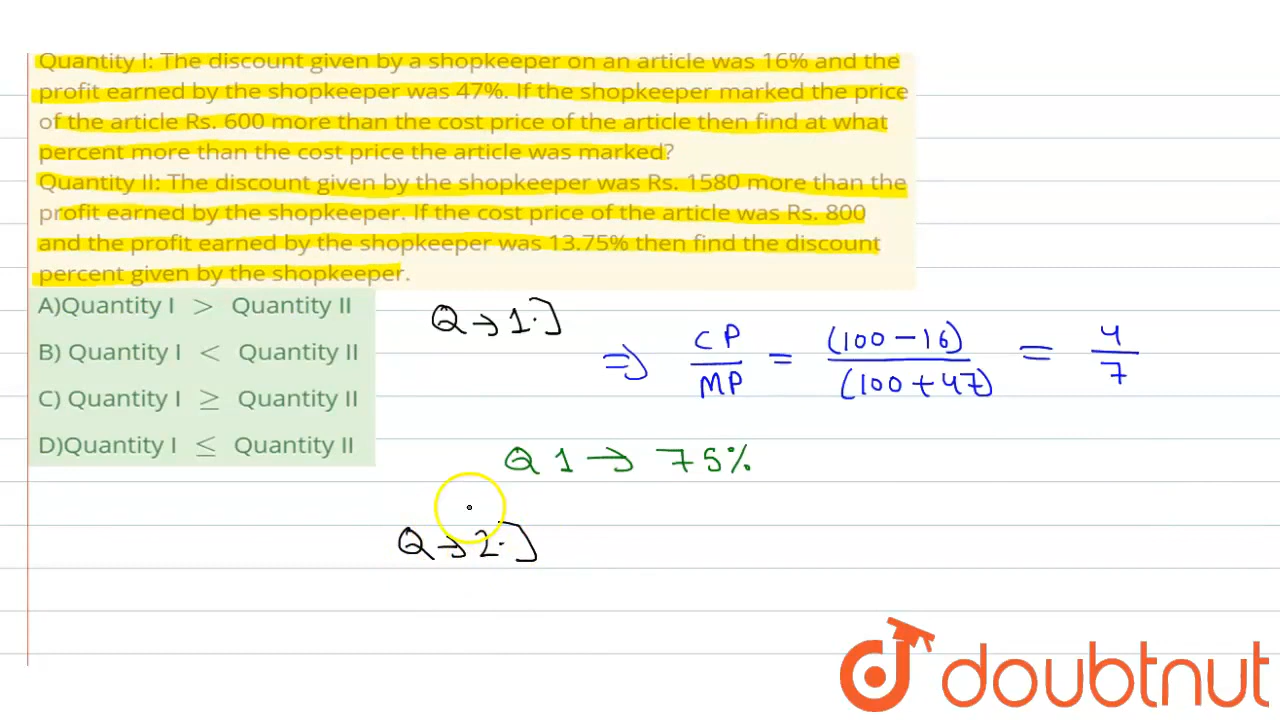 Quantity I: The discount given by a shopkeeper on an article was 16% and the
profit earned by the shopkeeper was 47%. If the shopkeeper marked the price
of the article Rs. 600 more than the cost price of the article then find at what
percent more than the cost price the article was marked?
Quantity II: The discount given by the shopkeeper was Rs. 1580 more than the
profit earned by the shopkeeper. If the cost price of the article was Rs. 800
and the profit earned by the shopkeeper was 13.75% then find the discount
percent given by the shopkeeper.
A)Quantity I > Quantity II
B) Quantity I < Quantity II
C) Quantity I ≥ Quantity II
D)Quantity I ≤ Quantity II
Q → 1.]
⇒ CP/MP = (100 - 16)/(100 + 47) = 4/7
Q 1 → 75%
Q → 2.]
doubtnut